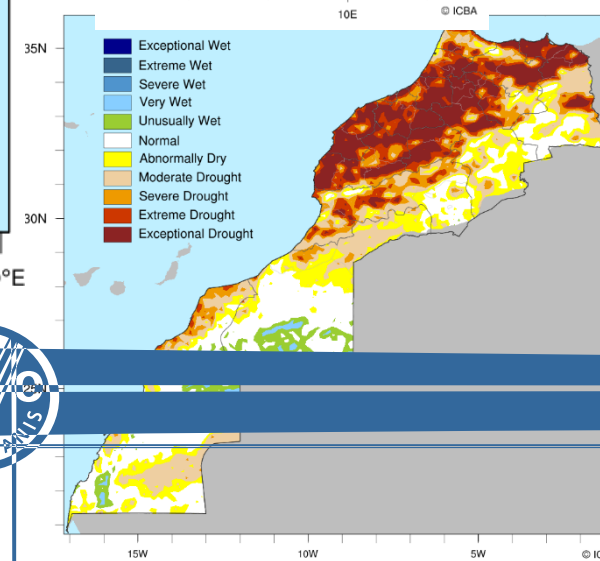 10E
© ICBA
35N
Exceptional Wet
Extreme Wet
Severe Wet
Very Wet
Unusually Wet
Normal
Abnormally Dry
Moderate Drought
Severe Drought
Extreme Drought
Exceptional Drought
30N
°E
25N
15W
10W
5W